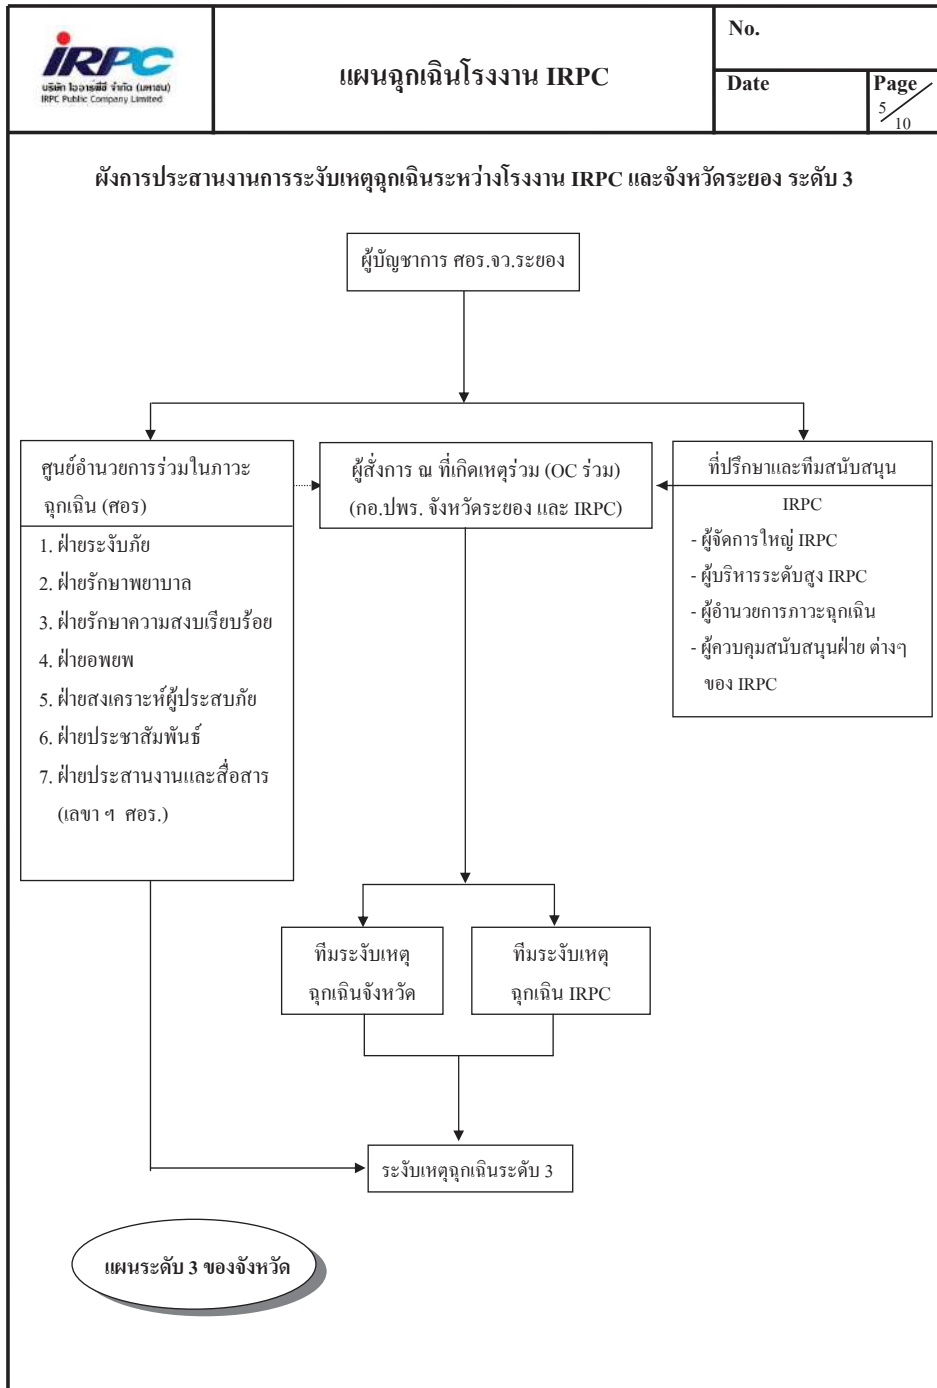 IRPC
บริษัท ไออาร์พีซี จำกัด (มหาชน)
IRPC Public Company Limited
แผนฉุกเฉินโรงงาน IRPC
No.
Date
Page
5/10
ผังการประสานงานการระงับเหตุฉุกเฉินระหว่างโรงงาน IRPC และจังหวัดระยอง ระดับ 3
ผู้บัญชาการ ศอร.จว.ระยอง
ศูนย์อำนวยการร่วมในภาวะ
ฉุกเฉิน (ศอร)
1. ฝ่ายระงับภัย
2. ฝ่ายรักษาพยาบาล
3. ฝ่ายรักษาความสงบเรียบร้อย
4. ฝ่ายอพยพ
5. ฝ่ายสงเคราะห์ผู้ประสบภัย
6. ฝ่ายประชาสัมพันธ์
7. ฝ่ายประสานงานและสื่อสาร
(เลขา ฯ ศอร.)
ผู้สั่งการ ณ ที่เกิดเหตุร่วม (OC ร่วม)
(กอ.ปพร. จังหวัดระยอง และ IRPC)
ที่ปรึกษาและทีมสนับสนุน
IRPC
- ผู้จัดการใหญ่ IRPC
- ผู้บริหารระดับสูง IRPC
- ผู้อำนวยการภาวะฉุกเฉิน
- ผู้ควบคุมสนับสนุนฝ่าย ต่างๆ
ของ IRPC
ทีมระงับเหตุ
ฉุกเฉินจังหวัด
ทีมระงับเหตุ
ฉุกเฉิน IRPC
ระงับเหตุฉุกเฉินระดับ 3
แผนระดับ 3 ของจังหวัด